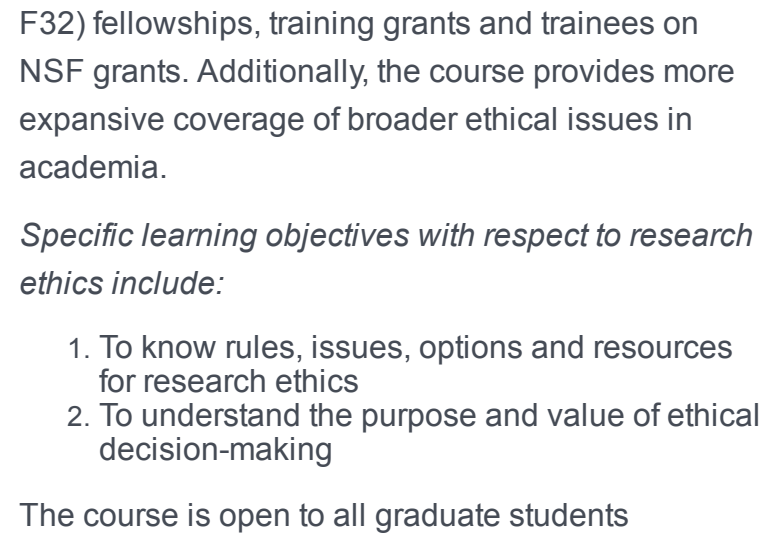 F32) fellowships, training grants and trainees on
NSF grants. Additionally, the course provides more
expansive coverage of broader ethical issues in
academia.
Specific learning objectives with respect to research
ethics include:
1. To know rules, issues, options and resources
for research ethics
2. To understand the purpose and value of ethical
decision-making
The course is open to all graduate students